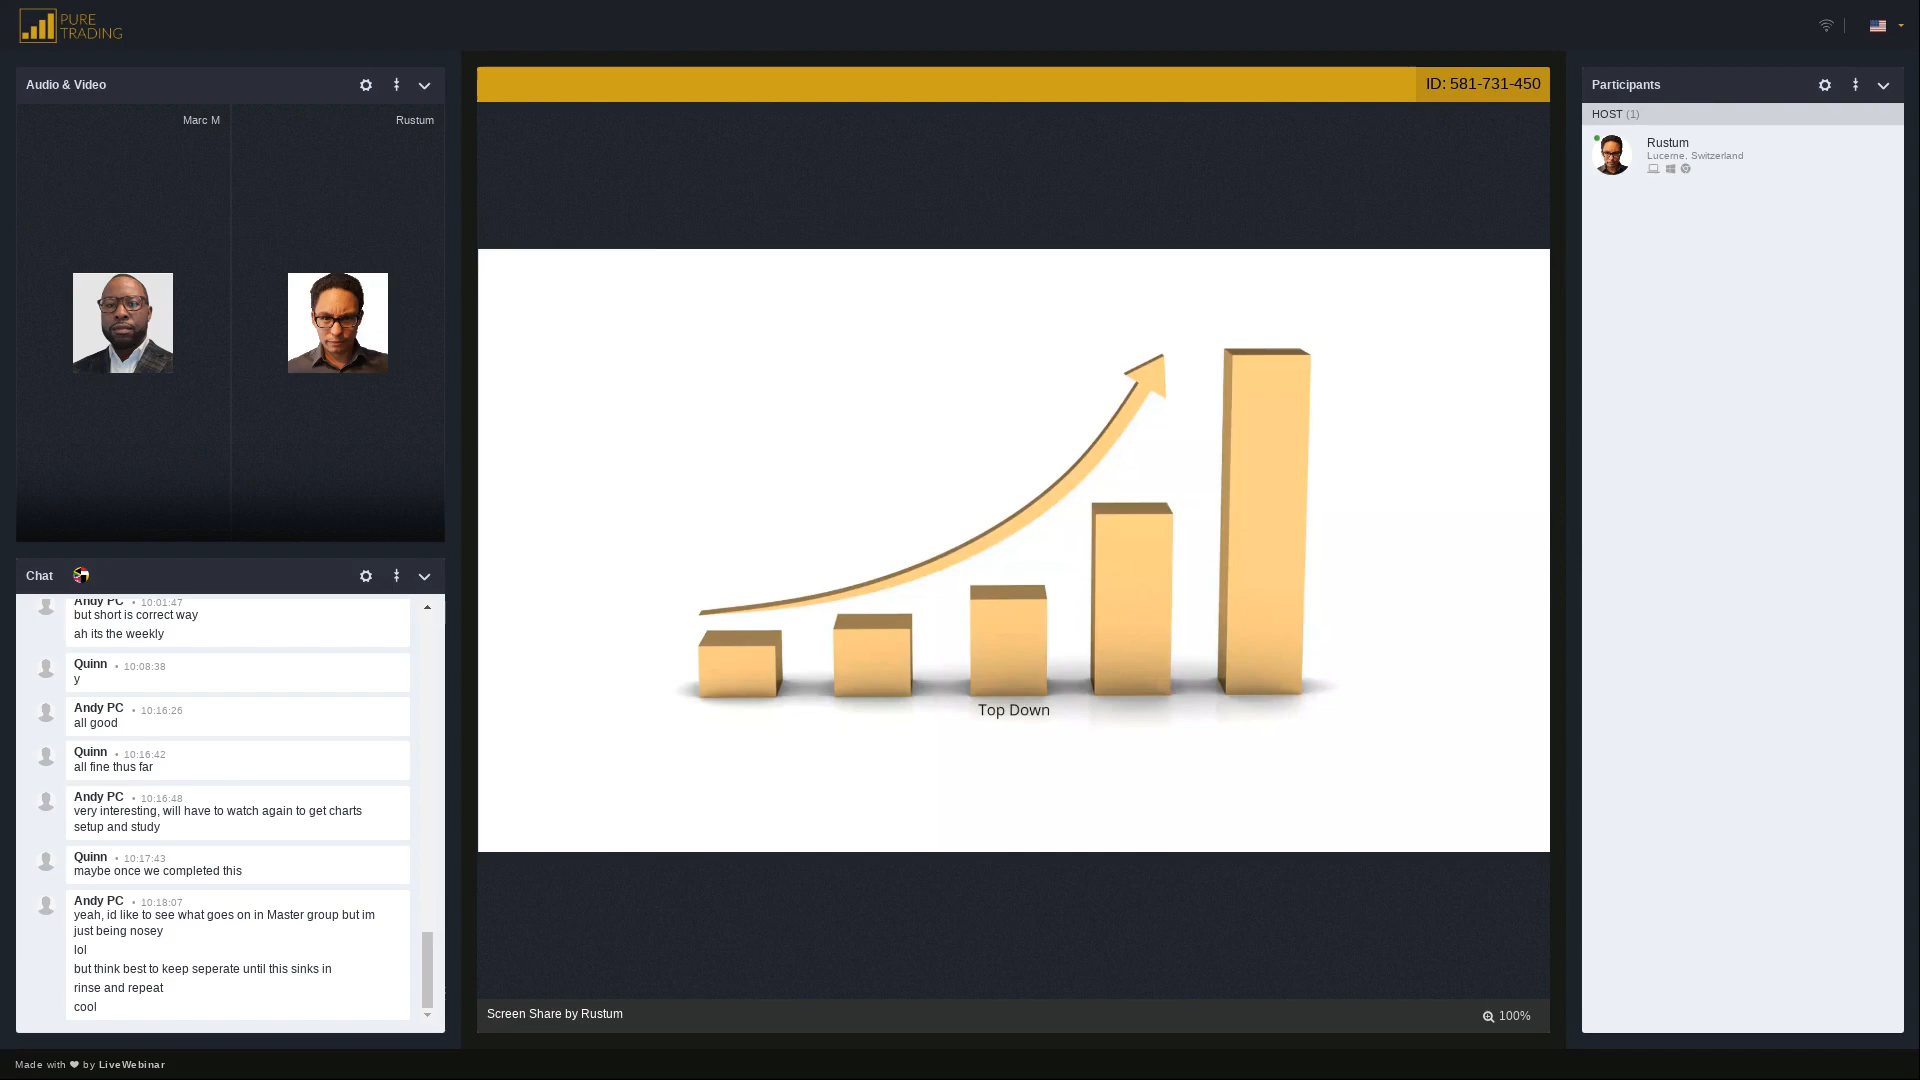 PURE
TRADING
Audio & Video
Marc M
Rustum
Chat
Andy PC • 10:01:47
but short is correct way
ah its the weekly
Quinn • 10:08:38
y
Andy PC • 10:16:26
all good
Quinn • 10:16:42
all fine thus far
Andy PC • 10:16:48
very interesting, will have to watch again to get charts
setup and study
Quinn • 10:17:43
maybe once we completed this
Andy PC • 10:18:07
yeah, id like to see what goes on in Master group but im
just being nosey
lol
but think best to keep seperate until this sinks in
rinse and repeat
cool
ID: 581-731-450
Top Down
Screen Share by Rustum
100%
Participants
HOST (1)
Rustum
Lucerne, Switzerland
Made with ❤ by LiveWebinar